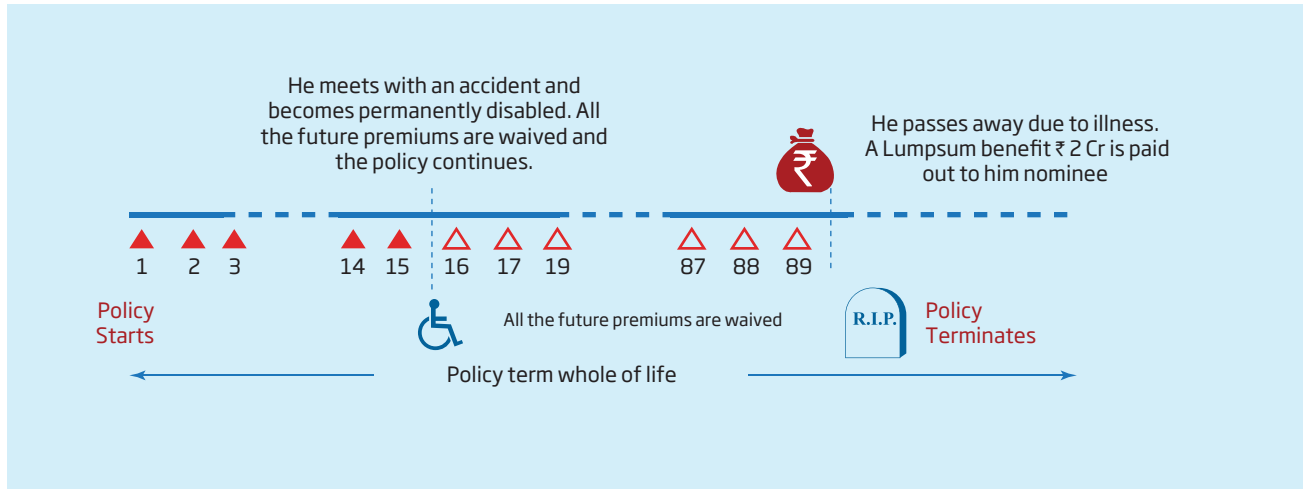 He meets with an accident and
becomes permanently disabled. All
the future premiums are waived and
the policy continues.
₹
He passes away due to illness.
A Lumpsum benefit ₹ 2 Cr is paid
out to him nominee
1 2 3 14 15 16 17 19 87 88 89
Policy
Starts
All the future premiums are waived
R.I.P.
Policy
Terminates
Policy term whole of life